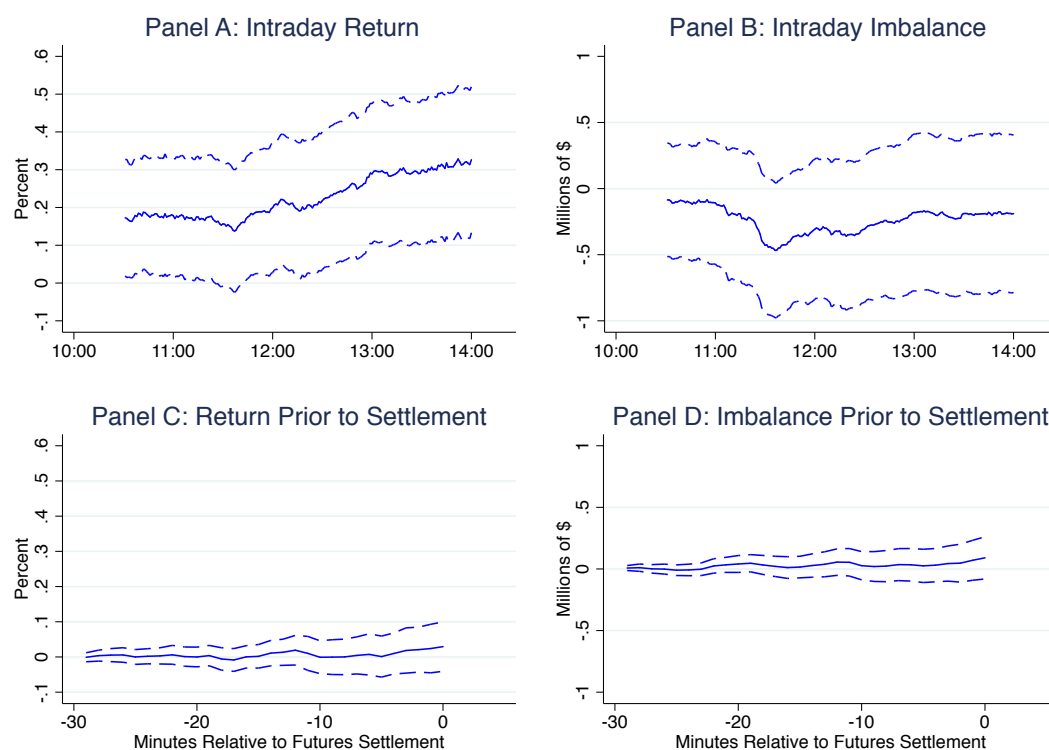 Panel A: Intraday Return
Percent
.6
.5
.4
.3
.2
.1
0
-.1
10:00 11:00 12:00 13:00 14:00
Panel B: Intraday Imbalance
Millions of $
1
.5
0
-.5
-1
10:00 11:00 12:00 13:00 14:00
Panel C: Return Prior to Settlement
Percent
.6
.5
.4
.3
.2
.1
0
-.1
-30 -20 -10 0
Minutes Relative to Futures Settlement
Panel D: Imbalance Prior to Settlement
Millions of $
1
.5
0
-.5
-1
-30 -20 -10 0
Minutes Relative to Futures Settlement